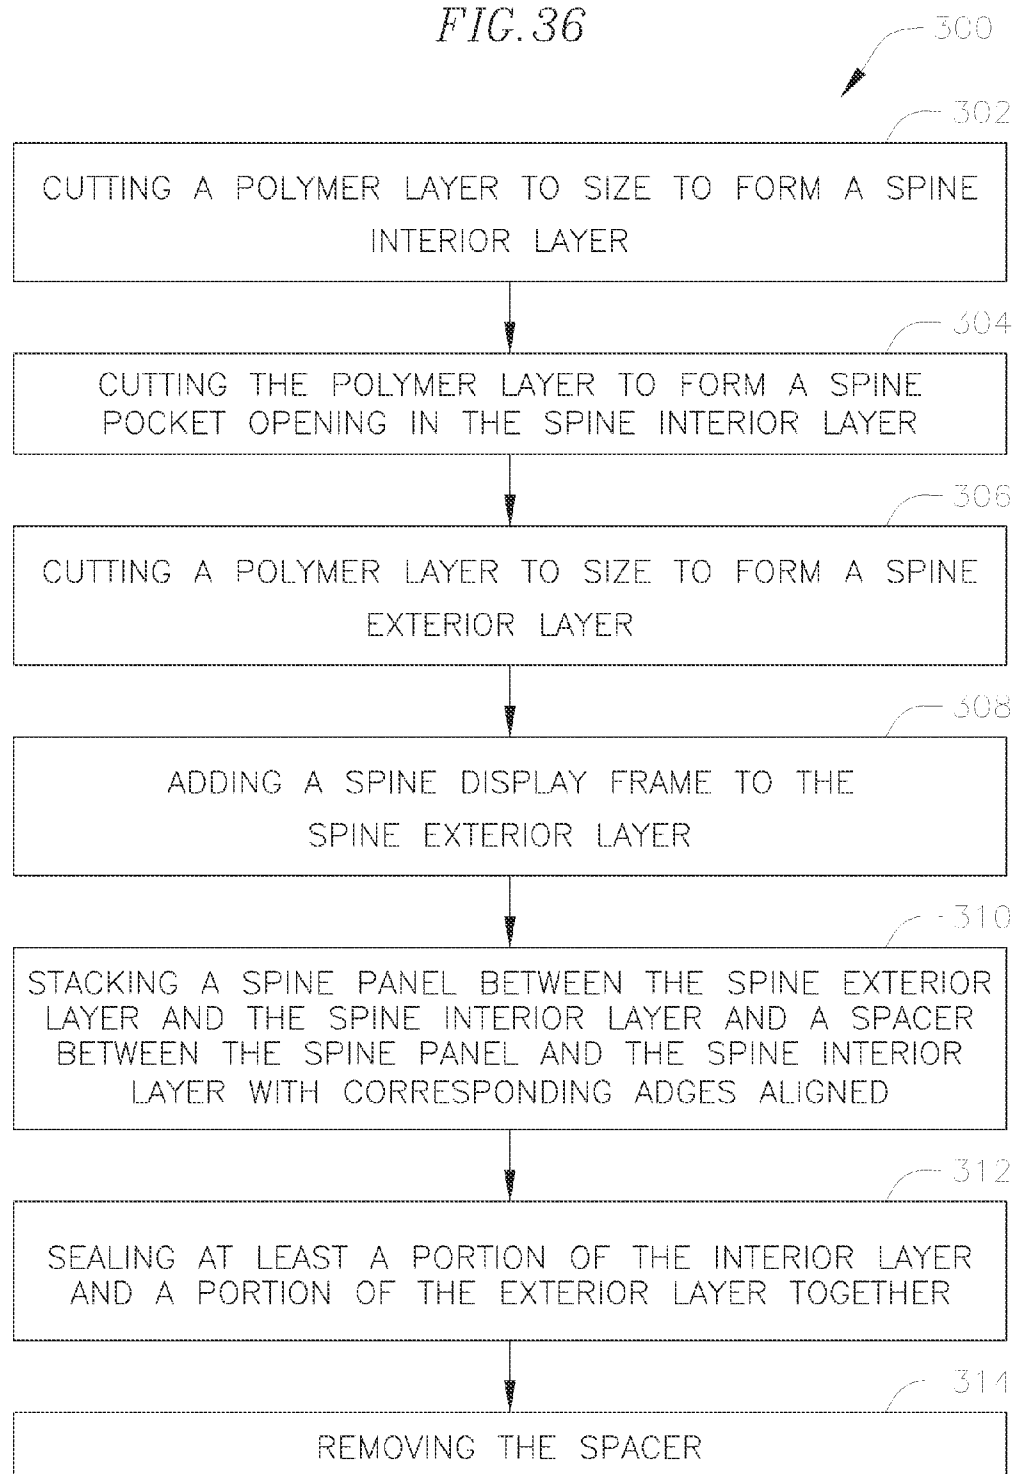 FIG.36
300
302
CUTTING A POLYMER LAYER TO SIZE TO FORM A SPINE
INTERIOR LAYER
304
CUTTING THE POLYMER LAYER TO FORM A SPINE
POCKET OPENING IN THE SPINE INTERIOR LAYER
306
CUTTING A POLYMER LAYER TO SIZE TO FORM A SPINE
EXTERIOR LAYER
308
ADDING A SPINE DISPLAY FRAME TO THE
SPINE EXTERIOR LAYER
310
STACKING A SPINE PANEL BETWEEN THE SPINE EXTERIOR
LAYER AND THE SPINE INTERIOR LAYER AND A SPACER
BETWEEN THE SPINE PANEL AND THE SPINE INTERIOR
LAYER WITH CORRESPONDING ADGES ALIGNED
312
SEALING AT LEAST A PORTION OF THE INTERIOR LAYER
AND A PORTION OF THE EXTERIOR LAYER TOGETHER
314
REMOVING THE SPACER